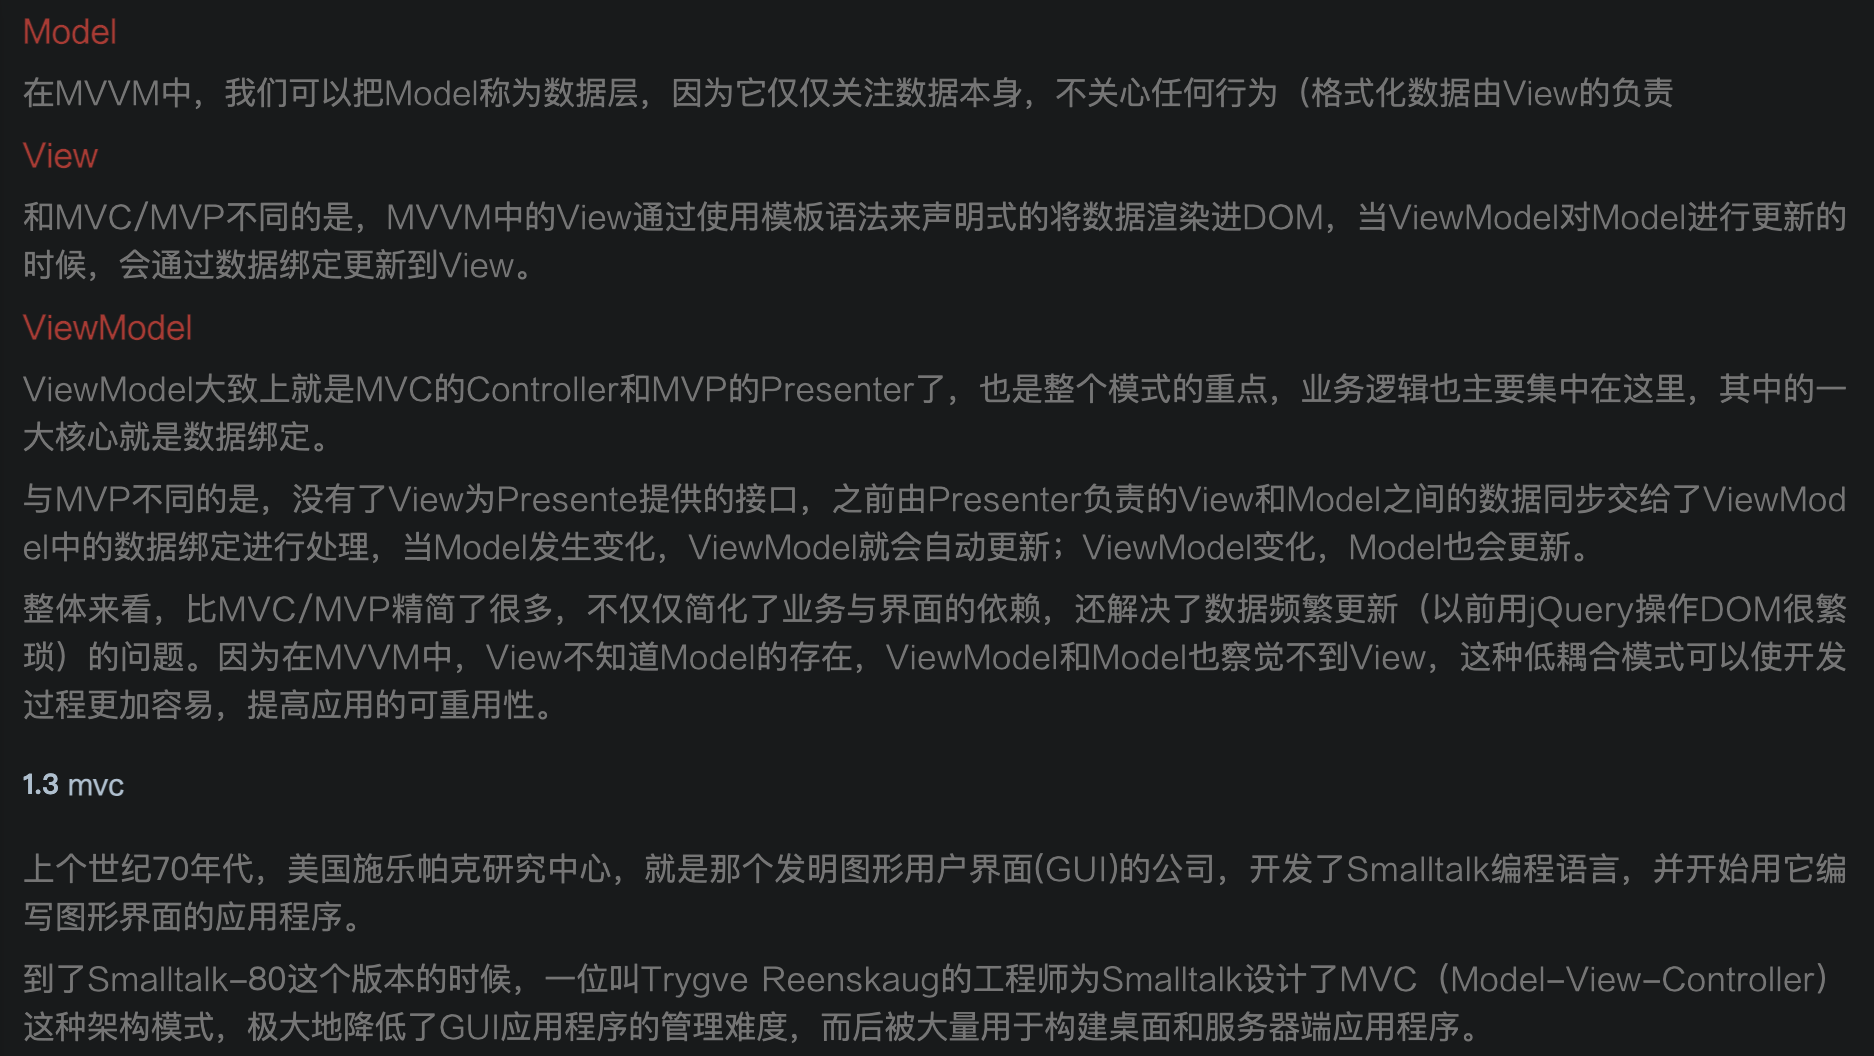 Model
在MVVM中，我们可以把Model称为数据层，因为它仅仅关注数据本身，不关心任何行为（格式化数据由View的负责
View
和MVC/MVP不同的是，MVVM中的View通过使用模板语法来声明式的将数据渲染进DOM，当ViewModel对Model进行更新的
时候，会通过数据绑定更新到View。
ViewModel
ViewModel大致上就是MVC的Controller和MVP的Presenter了，也是整个模式的重点，业务逻辑也主要集中在这里，其中的一
大核心就是数据绑定。
与MVP不同的是，没有了View为Presente提供的接口，之前由Presenter负责的View和Model之间的数据同步交给了ViewMod
el中的数据绑定进行处理，当Model发生变化，ViewModel就会自动更新；ViewModel变化，Model也会更新。
整体来看，比MVC/MVP精简了很多，不仅仅简化了业务与界面的依赖，还解决了数据频繁更新（以前用jQuery操作DOM很繁
琐）的问题。因为在MVVM中，View不知道Model的存在，ViewModel和Model也察觉不到View，这种低耦合模式可以使开发
过程更加容易，提高应用的可重用性。
1.3 mvc
上个世纪70年代，美国施乐帕克研究中心，就是那个发明图形用户界面(GUI)的公司，开发了Smalltalk编程语言，并开始用它编
写图形界面的应用程序。
到了Smalltalk-80这个版本的时候，一位叫Trygve Reenskaug的工程师为Smalltalk设计了MVC（Model-View-Controller）
这种架构模式，极大地降低了GUI应用程序的管理难度，而后被大量用于构建桌面和服务器端应用程序。